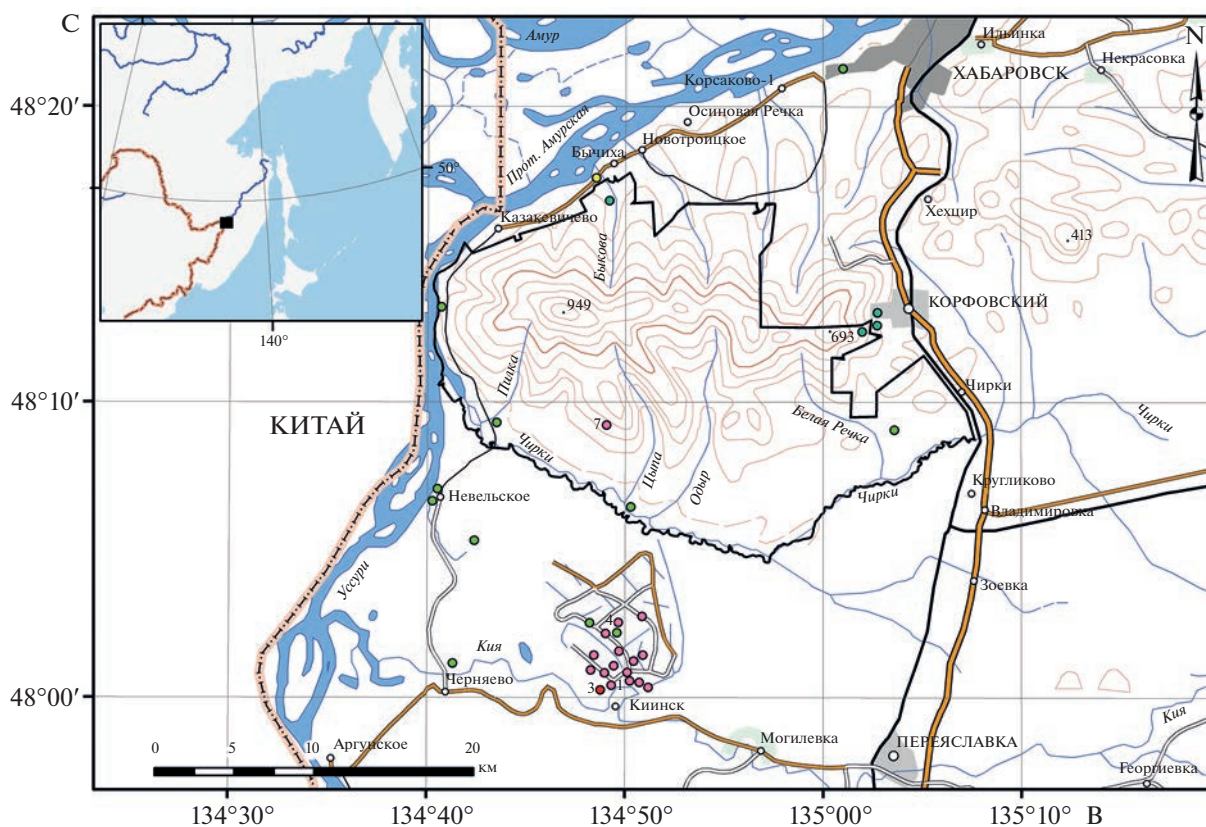 С
N
Амур
Ильинка
ХАБАРОВСК
Некрасовка
Корсаково-1
48°20′
Осиновая Речка
Прот. Амурская
Новотроицкое
Бычиха
50°
Казакевичево
Хехцир
413
Быкова
949
КОРФОВСКИЙ
140°
693
Пилка
Чирки
48°10′
КИТАЙ
7
Белая Речка
Чирки
Чирки
Цыпа
Одыр
Чирки
Невельское
Кругликово
Владимировка
Уссури
Зоевка
4
Кия
48°00′
Черняево
3
1
Киинск
Кия
0 5 10 20
км
Аргунское
Могилевка
ПЕРЕЯСЛАВКА
Георгиевка
134°30′ 134°40′ 134°50′ 135°00′ 135°10′ В